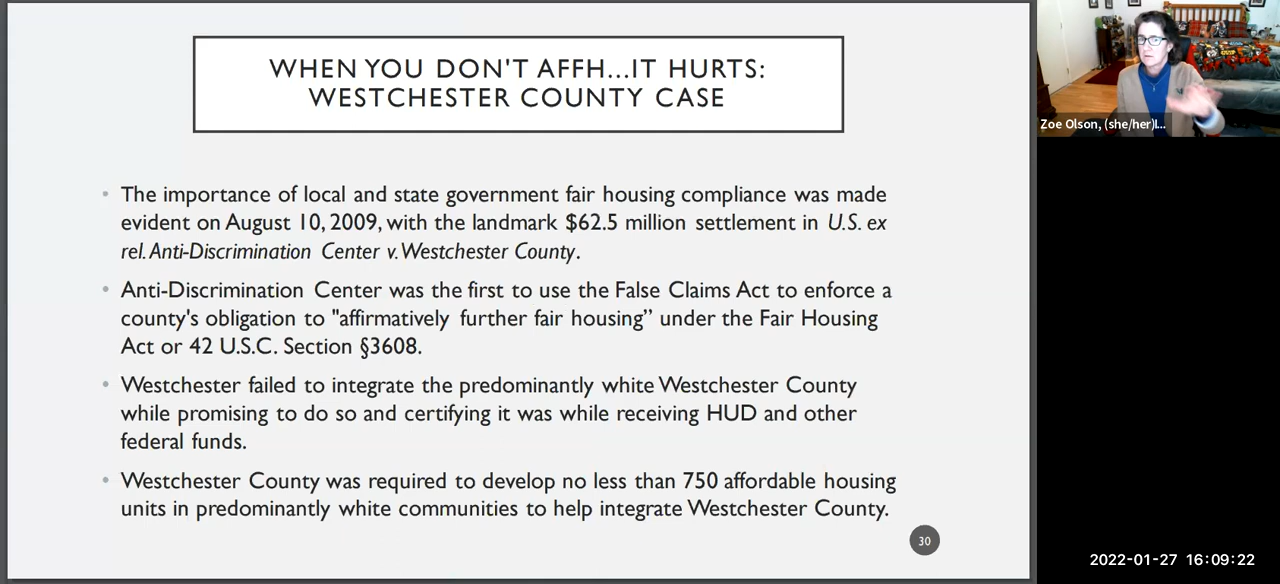 WHEN YOU DON'T AFFH...IT HURTS:
WESTCHESTER COUNTY CASE
The importance of local and state government fair housing compliance was made
evident on August 10, 2009, with the landmark $62.5 million settlement in U.S. ex
rel. Anti-Discrimination Center v. Westchester County.
Anti-Discrimination Center was the first to use the False Claims Act to enforce a
county's obligation to "affirmatively further fair housing” under the Fair Housing
Act or 42 U.S.C. Section §3608.
Westchester failed to integrate the predominantly white Westchester County
while promising to do so and certifying it was while receiving HUD and other
federal funds.
Westchester County was required to develop no less than 750 affordable housing
units in predominantly white communities to help integrate Westchester County.
30
Zoe Olson, (she/her)I...
2022-01-27 16:09:22